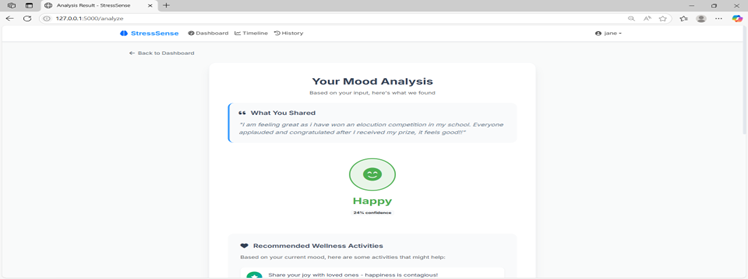 Analysis Result - StressSense
127.0.0.1:5000/analyze
StressSense Dashboard Timeline History jane
Back to Dashboard
Your Mood Analysis
Based on your input, here's what we found
What You Shared
"I am feeling great as I have won an elocution competition in my school. Everyone
applauded and congratulated after I received my prize, it feels good!!"
Happy
24% confidence
Recommended Wellness Activities
Based on your current mood, here are some activities that might help:
Share your joy with loved ones - happiness is contagious!